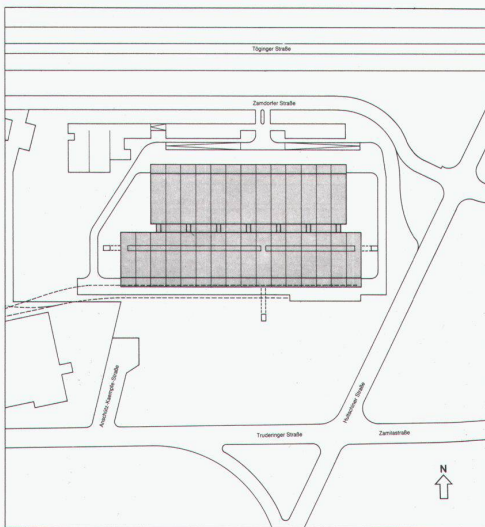 Töginger Straße
Zamdorfer Straße
Anschütz-Kaempfe-Straße
Hultschiner Straße
Truderinger Straße
Zamilastraße
N